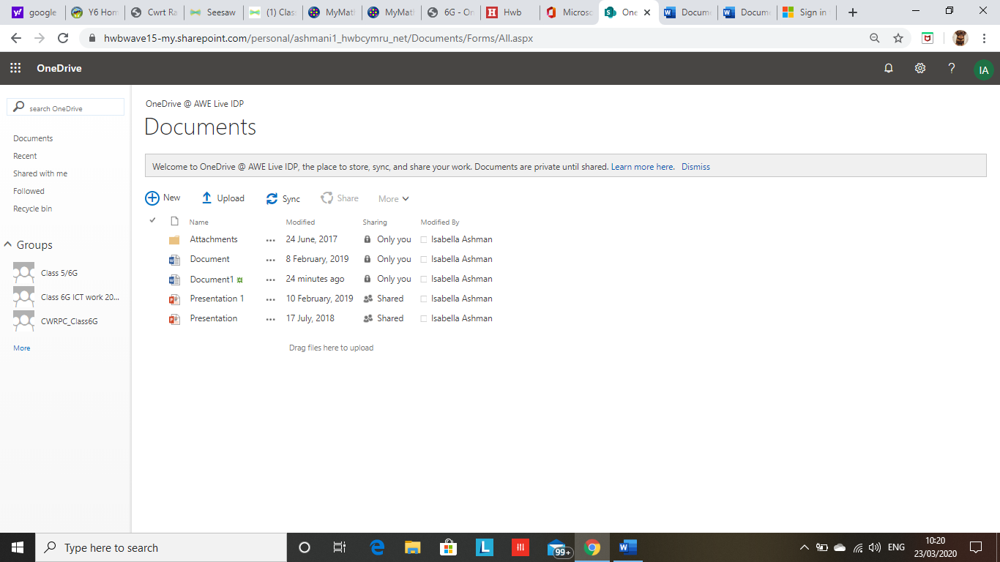 google Y6 Hom Cwrt Ra Seesaw (1) Clas MyMath MyMath 6G - On Hwb Microso One Docume Docume Sign in
hwbwave15-my.sharepoint.com/personal/ashmani1_hwbcymru_net/Documents/Forms/All.aspx
OneDrive
? IA
search OneDrive
Documents
Recent
Shared with me
Followed
Recycle bin
Groups
Class 5/6G
Class 6G ICT work 20...
CWRPC_Class6G
More
OneDrive @ AWE Live IDP
Documents
Welcome to OneDrive @ AWE Live IDP, the place to store, sync, and share your work. Documents are private until shared. Learn more here. Dismiss
New Upload Sync Share More
Name Modified Sharing Modified By
Attachments ... 24 June, 2017 Only you Isabella Ashman
Document ... 8 February, 2019 Only you Isabella Ashman
Document1 ... 24 minutes ago Only you Isabella Ashman
Presentation 1 ... 10 February, 2019 Shared Isabella Ashman
Presentation ... 17 July, 2018 Shared Isabella Ashman
Drag files here to upload
Type here to search
99+
ENG
10:20
23/03/2020